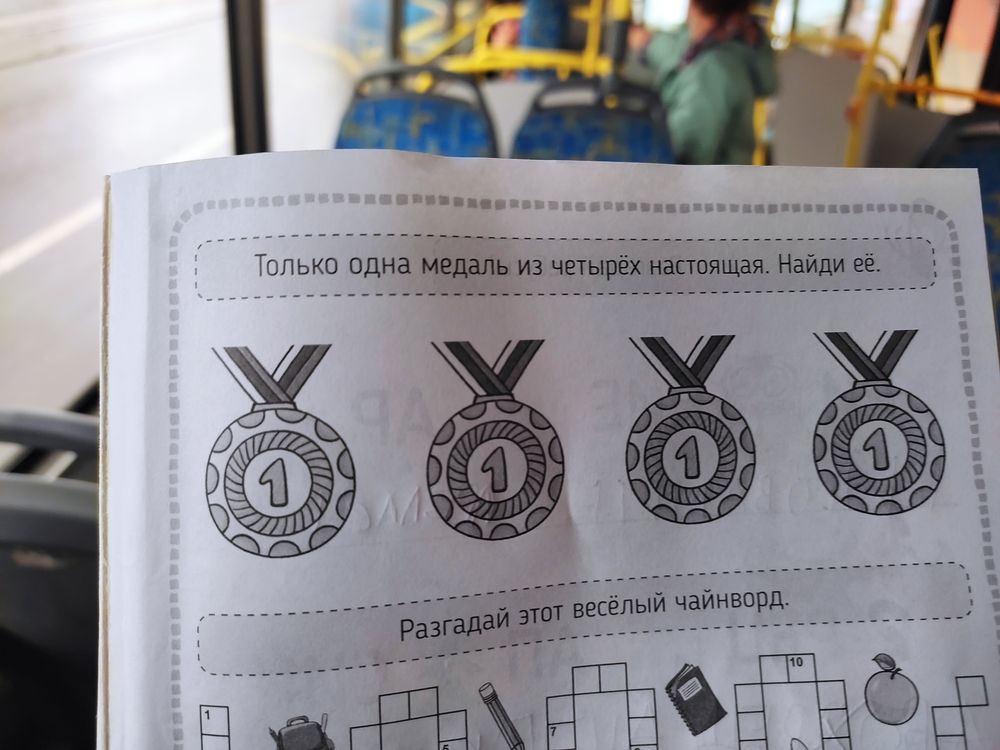 Только одна медаль из четырёх настоящая. Найди её.
1 1 1 1
Разгадай этот весёлый чайнворд.
10
1
7